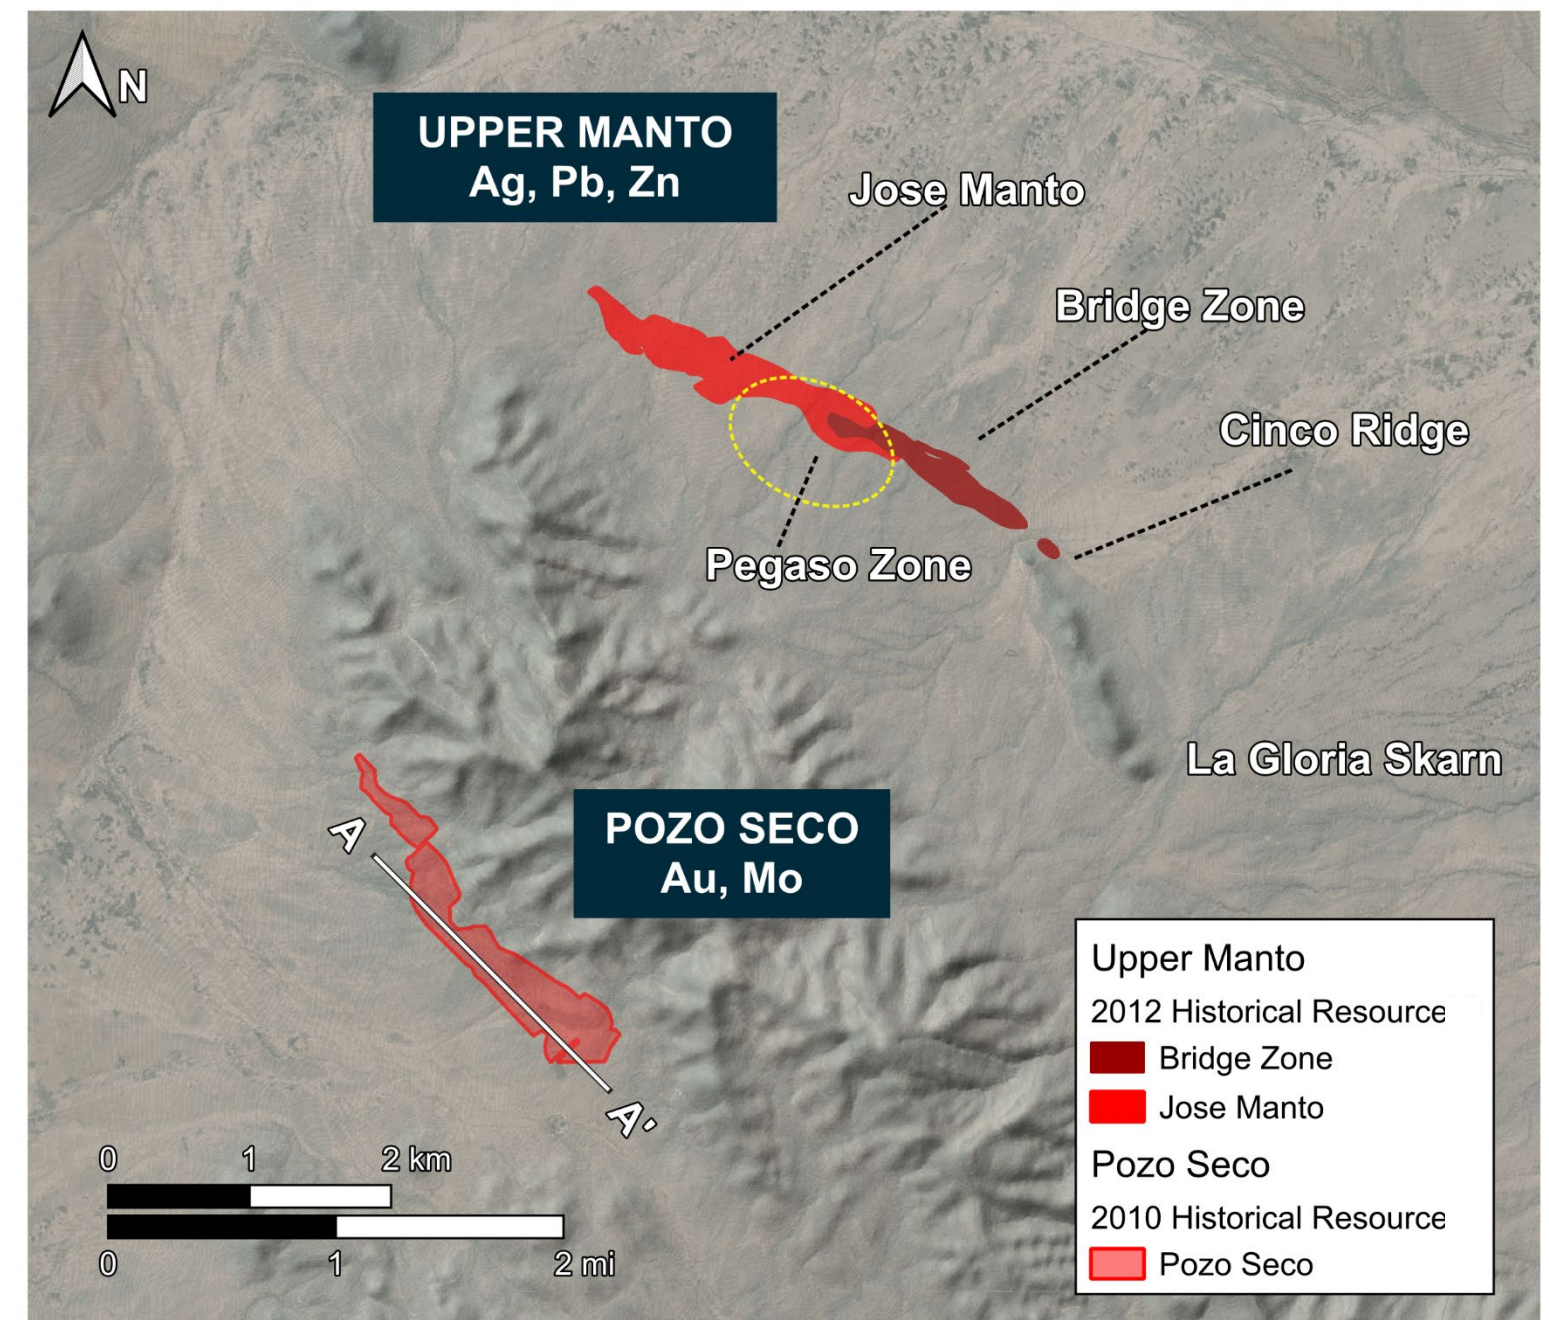 N
UPPER MANTO
Ag, Pb, Zn
Jose Manto
Bridge Zone
Cinco Ridge
Pegaso Zone
La Gloria Skarn
A
POZO SECO
Au, Mo
A'
0 1 2 km
0 1 2 mi
Upper Manto
2012 Historical Resource
Bridge Zone
Jose Manto
Pozo Seco
2010 Historical Resource
Pozo Seco